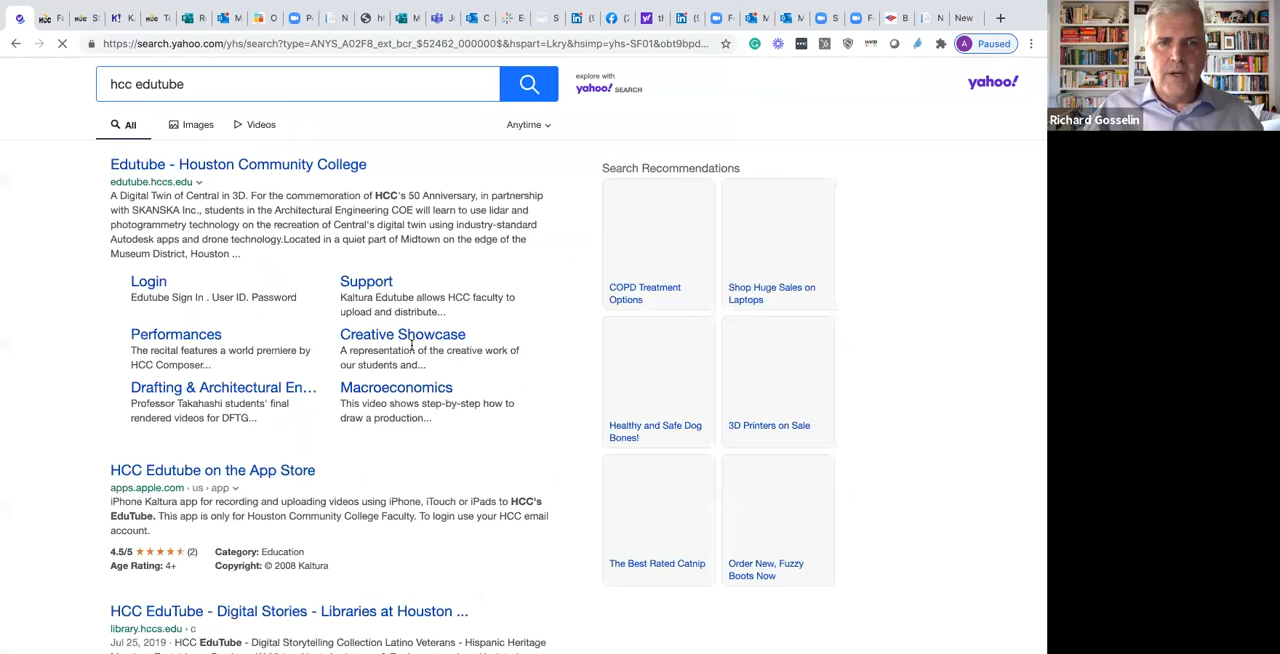 https://search.yahoo.com/yhs/search?type=ANYS_A02F8_ext_bcr_$52462_000000$&hspart=Lkry&hsimp=yhs-SF01&obt9bpd...
A Paused
Richard Gosselin
hcc edutube
explore with
yahoo! SEARCH
yahoo!
All
Images
Videos
Anytime
Edutube - Houston Community College
edutube.hccs.edu
A Digital Twin of Central in 3D. For the commemoration of HCC's 50 Anniversary, in partnership
with SKANSKA Inc., students in the Architectural Engineering COE will learn to use lidar and
photogrammetry technology on the recreation of Central's digital twin using industry-standard
Autodesk apps and drone technology.Located in a quiet part of Midtown on the edge of the
Museum District, Houston ...
Login
Edutube Sign In . User ID. Password
Support
Kaltura Edutube allows HCC faculty to
upload and distribute...
Performances
The recital features a world premiere by
HCC Composer...
Creative Showcase
A representation of the creative work of
our students and...
Drafting & Architectural En...
Professor Takahashi students' final
rendered videos for DFTG...
Macroeconomics
This video shows step-by-step how to
draw a production...
HCC Edutube on the App Store
apps.apple.com › us › app
iPhone Kaltura app for recording and uploading videos using iPhone, iTouch or iPads to HCC's
EduTube. This app is only for Houston Community College Faculty. To login use your HCC email
account.
4.5/5 ★★★★★ (2)
Category: Education
Age Rating: 4+
Copyright: © 2008 Kaltura
HCC EduTube - Digital Stories - Libraries at Houston ...
library.hccs.edu › c
Jul 25, 2019 · HCC EduTube - Digital Storytelling Collection Latino Veterans - Hispanic Heritage
Search Recommendations
COPD Treatment
Options
Shop Huge Sales on
Laptops
Healthy and Safe Dog
Bones!
3D Printers on Sale
The Best Rated Catnip
Order New, Fuzzy
Boots Now
New